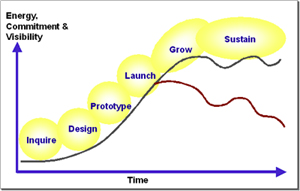 Energy,
Commitment &
Visibility
Sustain
Grow
Launch
Prototype
Design
Inquire
Time